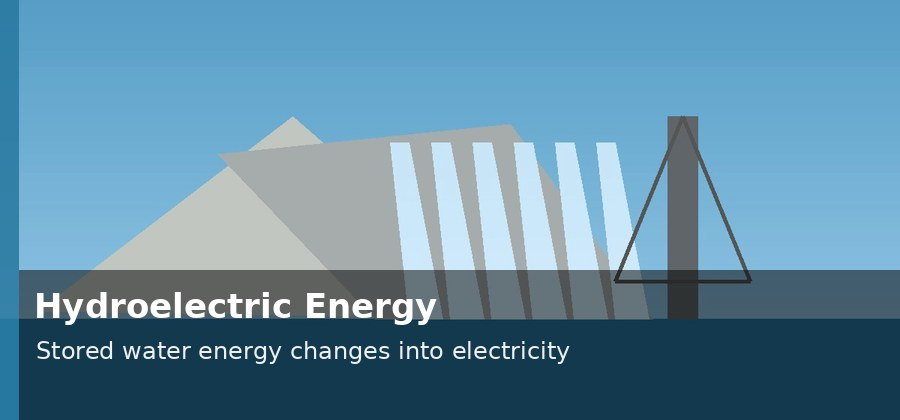 Hydroelectric Energy
Stored water energy changes into electricity